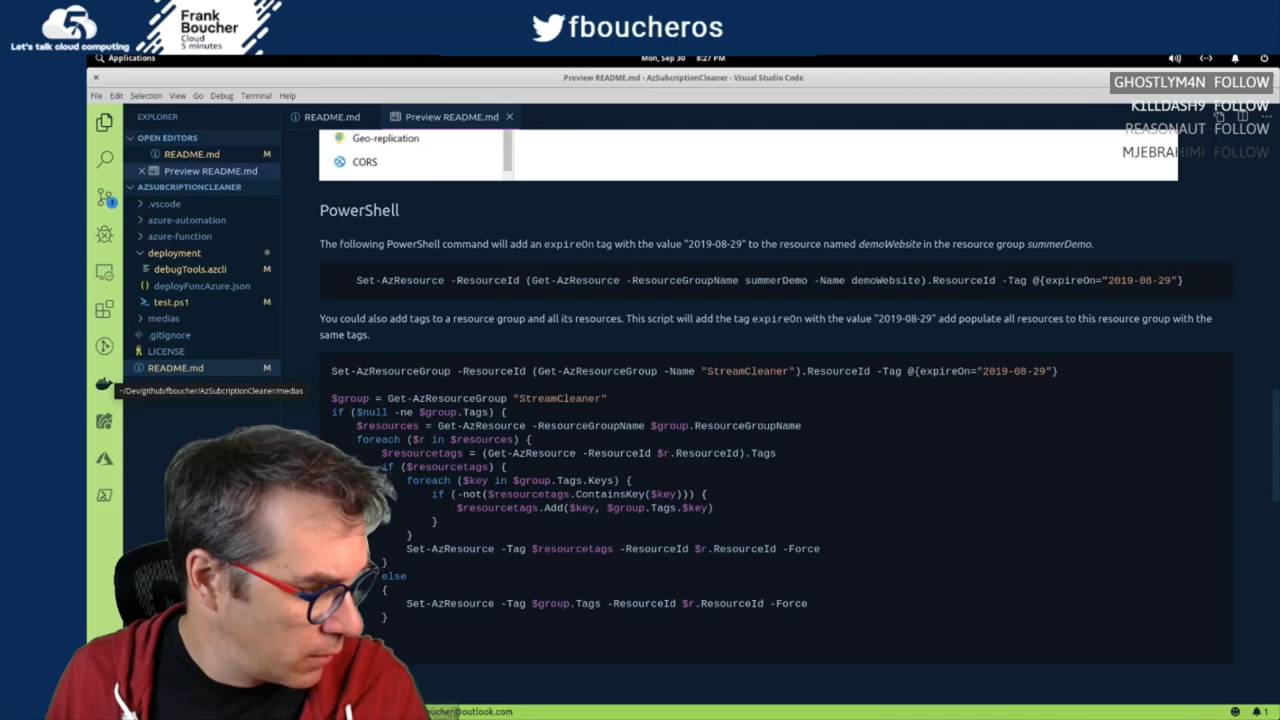 5
Let's talk cloud computing
Frank
Boucher
Cloud
5 minutes
fboucheros
Applications
Mon, Sep 30 8:27 PM
Preview README.md - AzSubcriptionCleaner - Visual Studio Code
GHOSTLYM4N FOLLOW
K1LLDASH9 FOLLOW
REASONAUT FOLLOW
MJEBRAHIMI FOLLOW
File Edit Selection View Go Debug Terminal Help
EXPLORER
README.md
Preview README.md
OPEN EDITORS
README.md M
Preview README.md
AZSUBCRIPTIONCLEANER
.vscode
azure-automation
azure-function
deployment
debugTools.azcli M
deployFuncAzure.json
test.ps1 M
medias
.gitignore
LICENSE
README.md M
~/Dev/github/fboucher/AzSubcriptionCleaner/medias
Geo-replication
CORS
PowerShell
The following PowerShell command will add an expireOn tag with the value "2019-08-29" to the resource named demoWebsite in the resource group summerDemo.
Set-AzResource -ResourceId (Get-AzResource -ResourceGroupName summerDemo -Name demoWebsite).ResourceId -Tag @{expireOn="2019-08-29"}
You could also add tags to a resource group and all its resources. This script will add the tag expireOn with the value "2019-08-29" add populate all resources to this resource group with the
same tags.
Set-AzResourceGroup -ResourceId (Get-AzResourceGroup -Name "StreamCleaner").ResourceId -Tag @{expireOn="2019-08-29"}
$group = Get-AzResourceGroup "StreamCleaner"
if ($null -ne $group.Tags) {
$resources = Get-AzResource -ResourceGroupName $group.ResourceGroupName
foreach ($r in $resources) {
$resourcetags = (Get-AzResource -ResourceId $r.ResourceId).Tags
if ($resourcetags) {
foreach ($key in $group.Tags.Keys) {
if (-not($resourcetags.ContainsKey($key))) {
$resourcetags.Add($key, $group.Tags.$key)
}
}
Set-AzResource -Tag $resourcetags -ResourceId $r.ResourceId -Force
}
else
{
Set-AzResource -Tag $group.Tags -ResourceId $r.ResourceId -Force
}
boucher@outlook.com
1